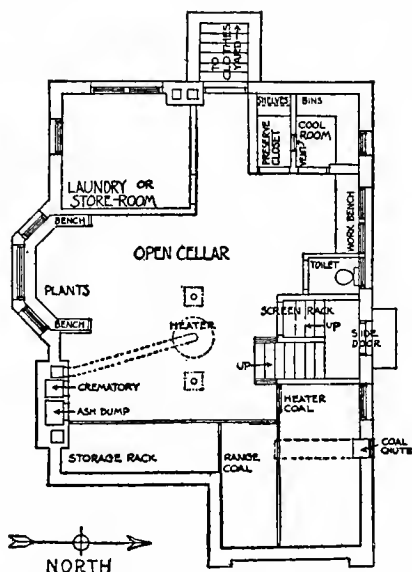 TO
CLOTHES
YARD
SHELVES
BINS
PRESERVE
CLOSET
VENT
COOL
ROOM
LAUNDRY OR
STORE-ROOM
WORK BENCH
BENCH
OPEN CELLAR
TOILET
PLANTS
SCREEN RACK
HEATER
UP
SIDE
DOOR
BENCH
UP
CREMATORY
HEATER
COAL
ASH DUMP
STORAGE RACK
RANGE
COAL
COAL
CHUTE
NORTH